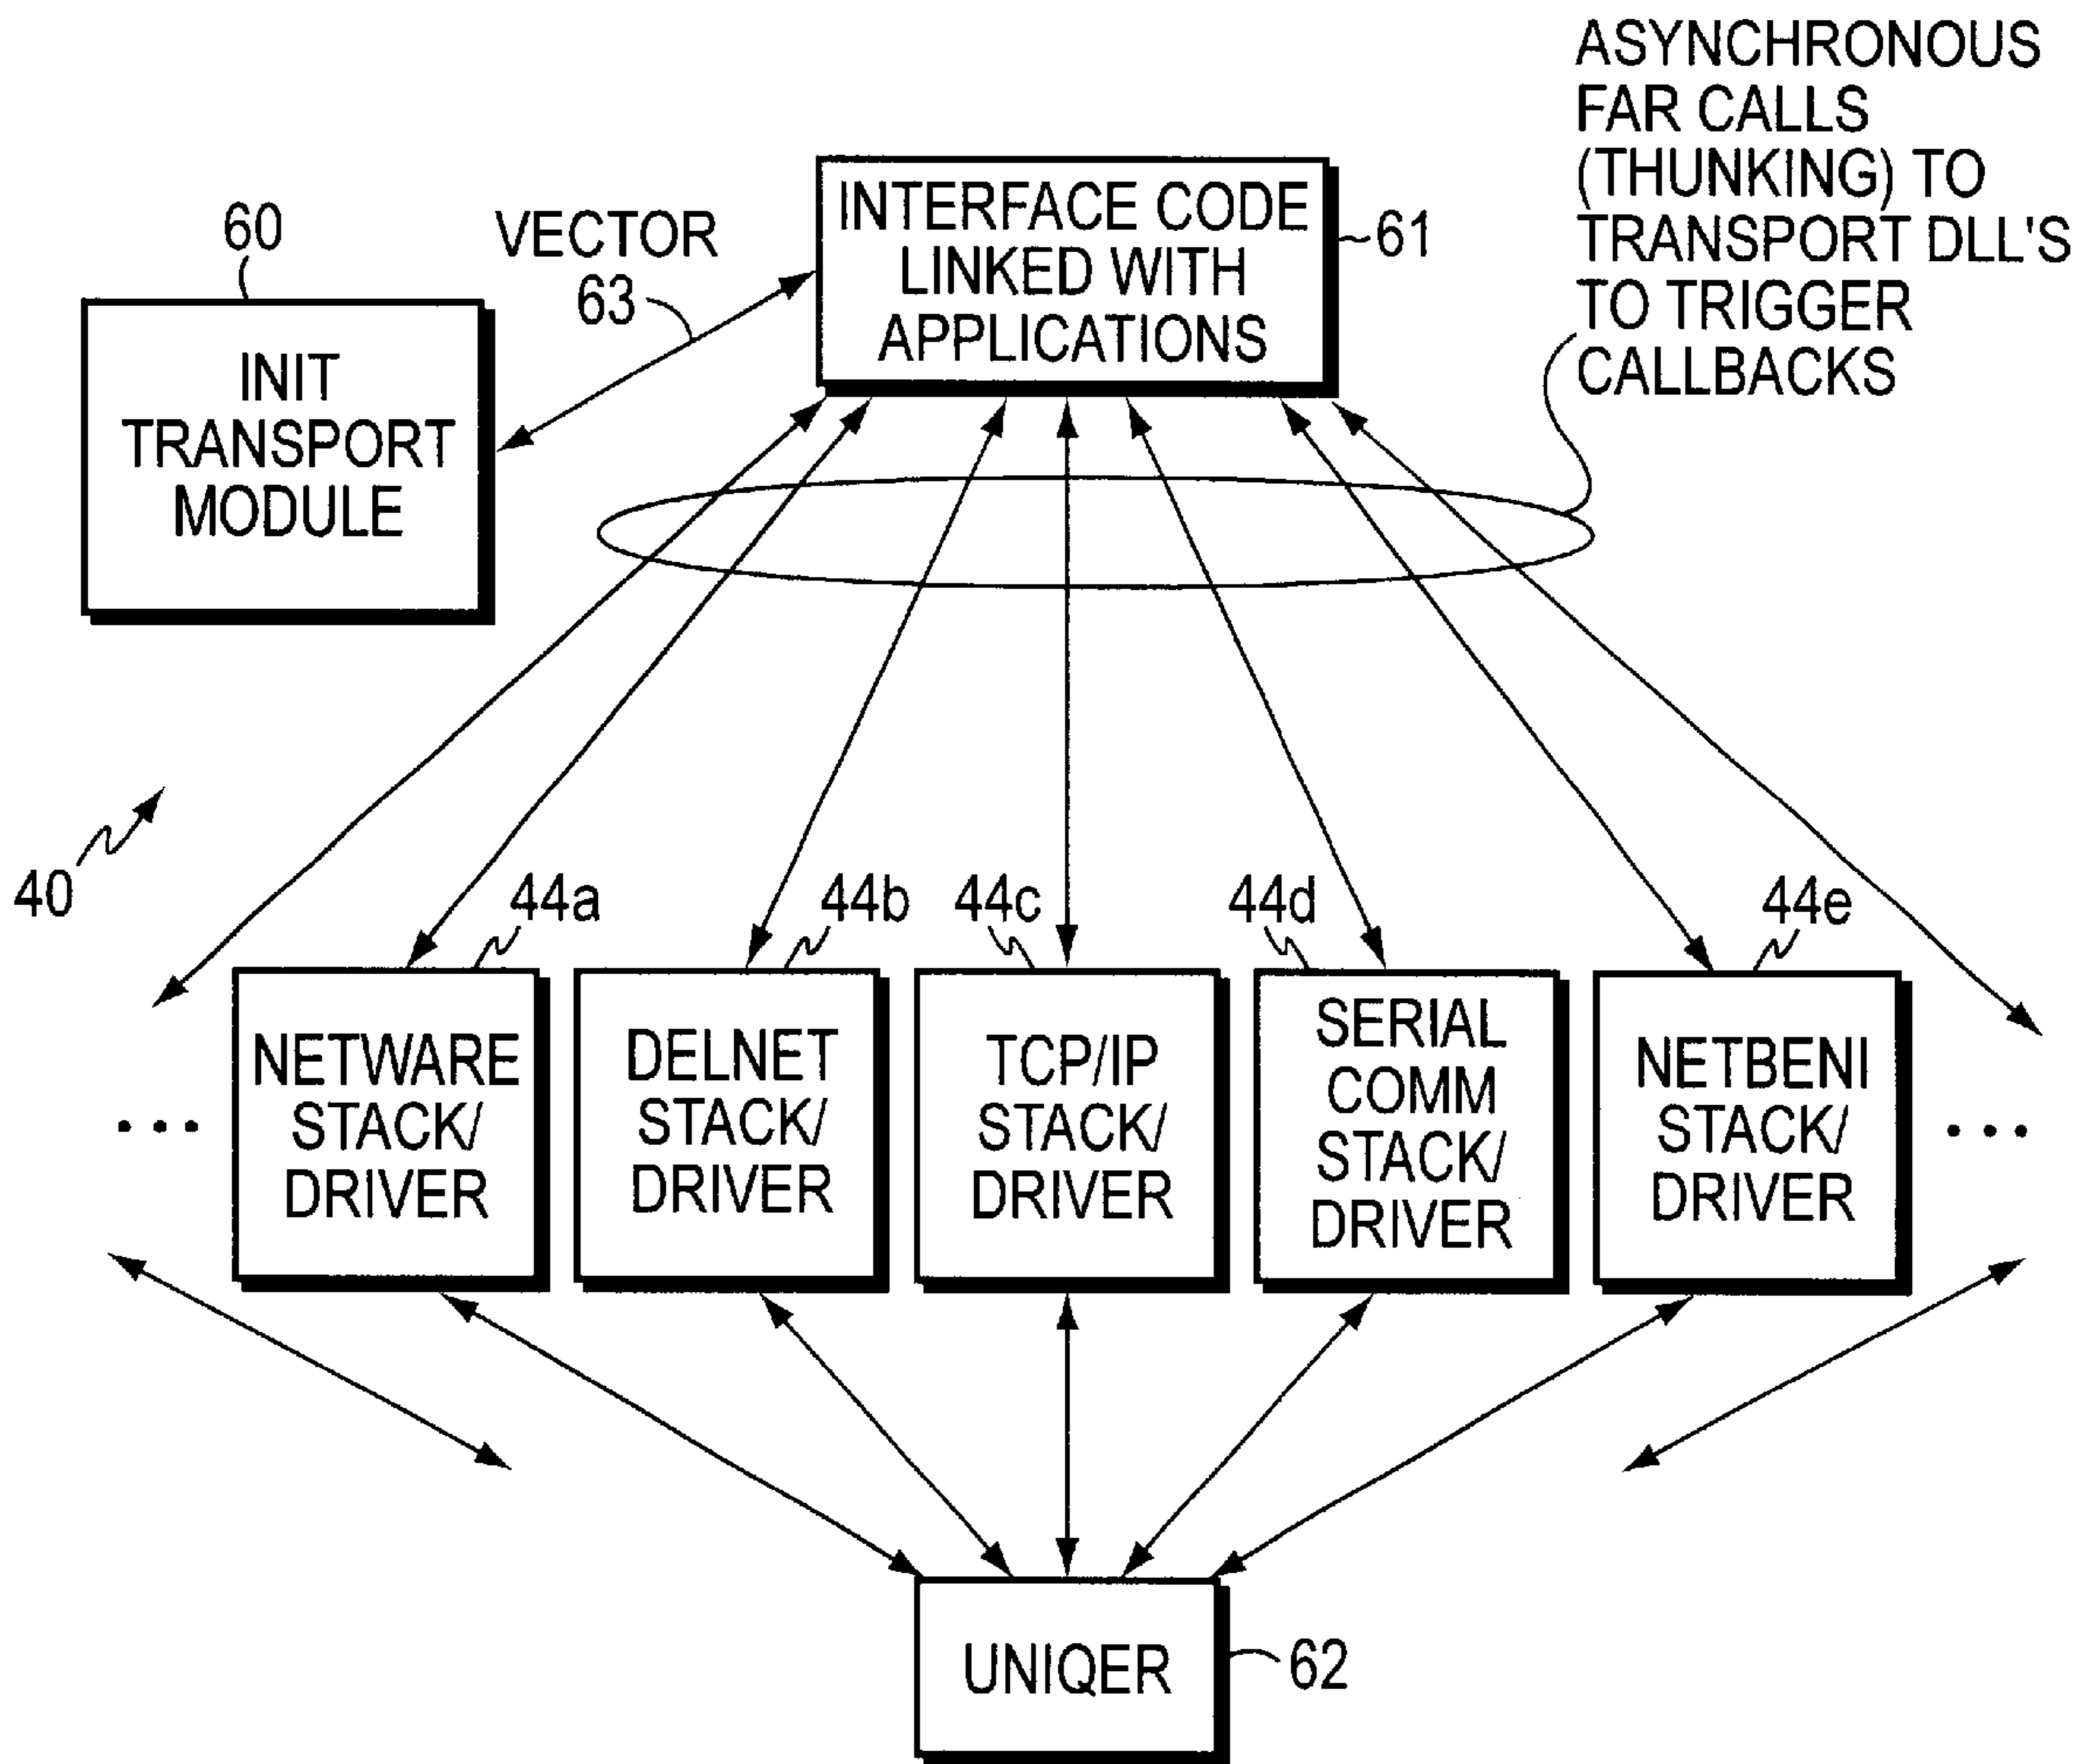 ASYNCHRONOUS
FAR CALLS
(THUNKING) TO
TRANSPORT DLL'S
TO TRIGGER
CALLBACKS
60
VECTOR
63
INTERFACE CODE
LINKED WITH
APPLICATIONS
61
INIT
TRANSPORT
MODULE
40
44a
44b
44c
44d
44e
...
NETWARE
STACK/
DRIVER
DELNET
STACK/
DRIVER
TCP/IP
STACK/
DRIVER
SERIAL
COMM
STACK/
DRIVER
NETBENI
STACK/
DRIVER
...
UNIQER
62